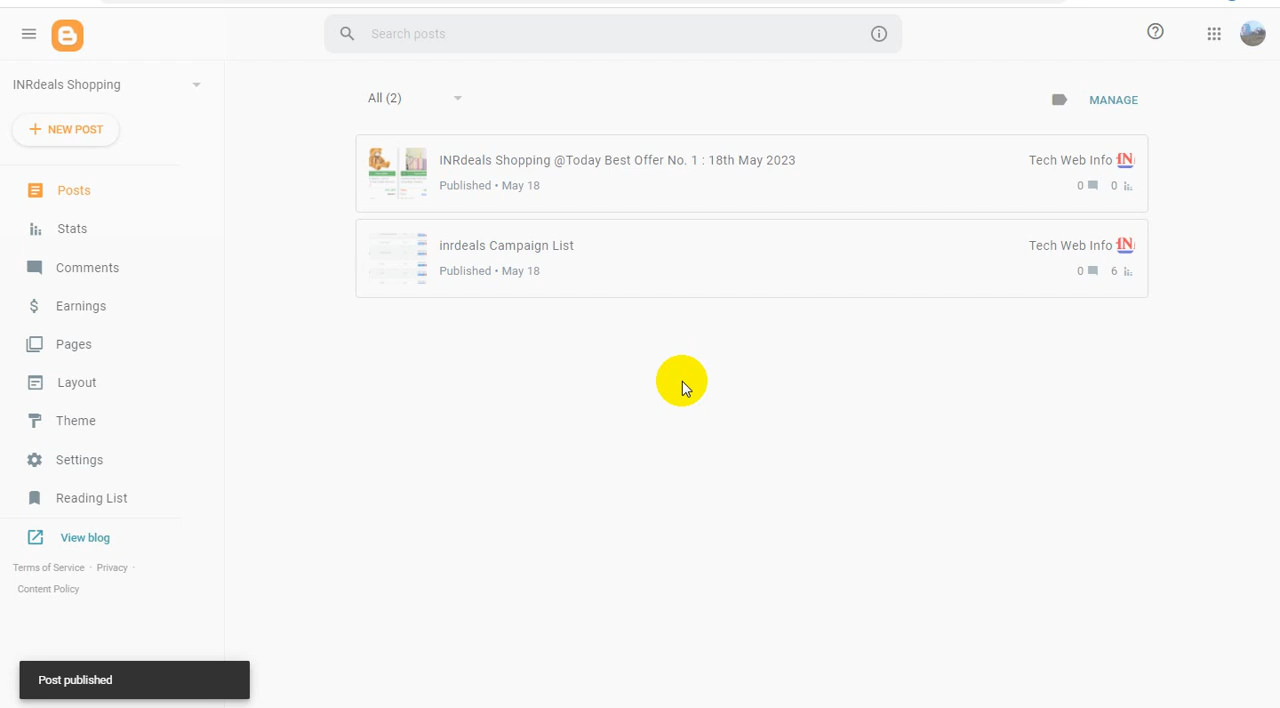 Search posts
INRdeals Shopping
NEW POST
Posts
Stats
Comments
Earnings
Pages
Layout
Theme
Settings
Reading List
View blog
Terms of Service · Privacy ·
Content Policy
All (2)
MANAGE
INRdeals Shopping @Today Best Offer No. 1 : 18th May 2023
Tech Web Info
Published • May 18
0 0
inrdeals Campaign List
Tech Web Info
Published • May 18
0 6
Post published